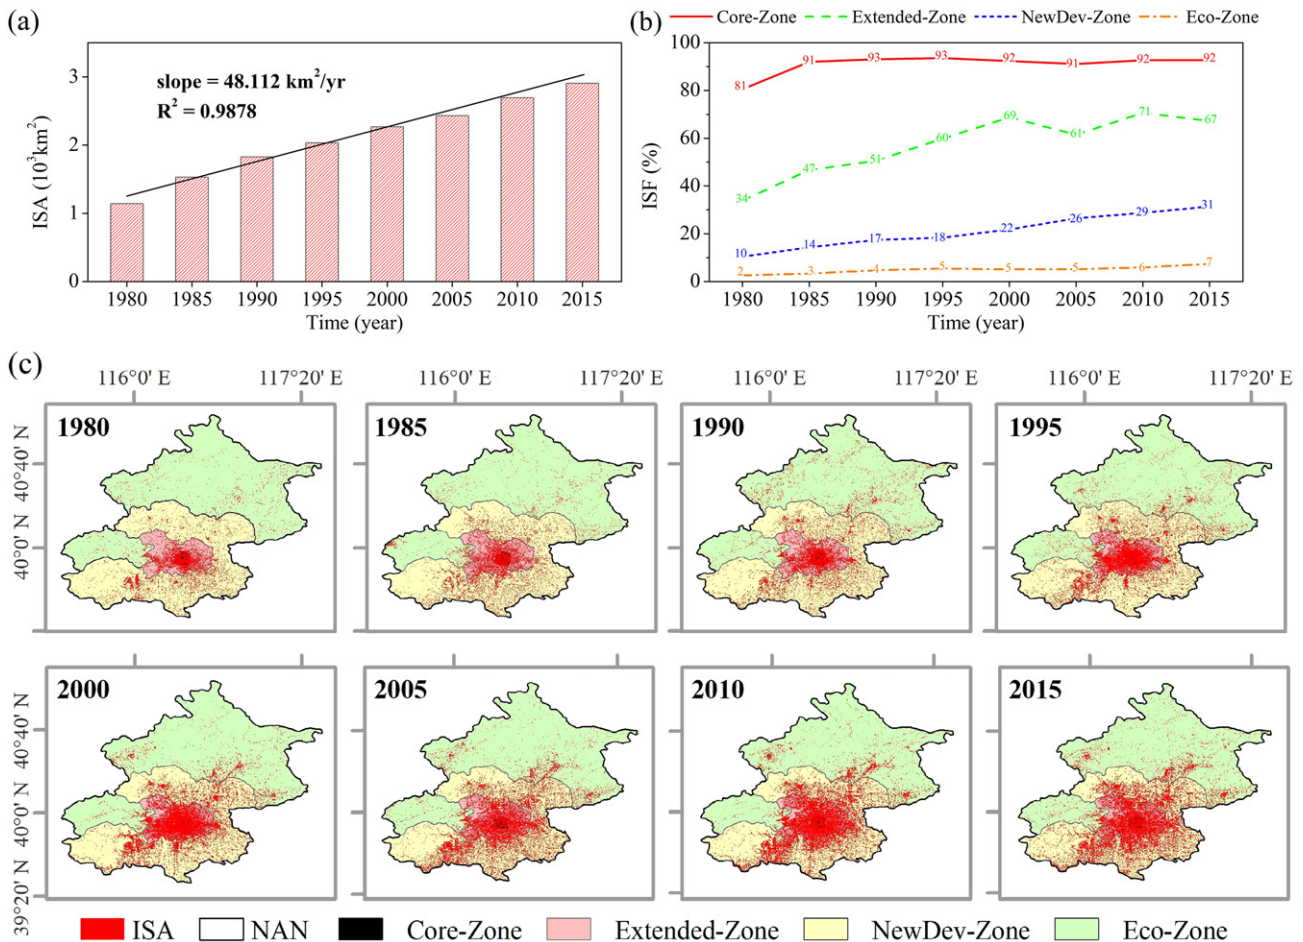 (a)
slope = 48.112 km²/yr
R² = 0.9878
ISA (10³km²)
3
2
1
0
1980 1985 1990 1995 2000 2005 2010 2015
Time (year)
(b)
Core-Zone Extended-Zone NewDev-Zone Eco-Zone
ISF (%)
100
80
60
40
20
0
81 91 93 93 92 91 92 92
34 47 51 60 69 61 71 67
10 14 17 18 22 26 29 31
2 3 4 5 5 5 6 7
1980 1985 1990 1995 2000 2005 2010 2015
Time (year)
(c)
116°0' E 117°20' E 116°0' E 117°20' E 116°0' E 117°20' E 116°0' E 117°20' E
40°40' N
40°0' N
1980 1985 1990 1995
40°40' N
40°0' N
39°20' N
2000 2005 2010 2015
ISA NAN Core-Zone Extended-Zone NewDev-Zone Eco-Zone